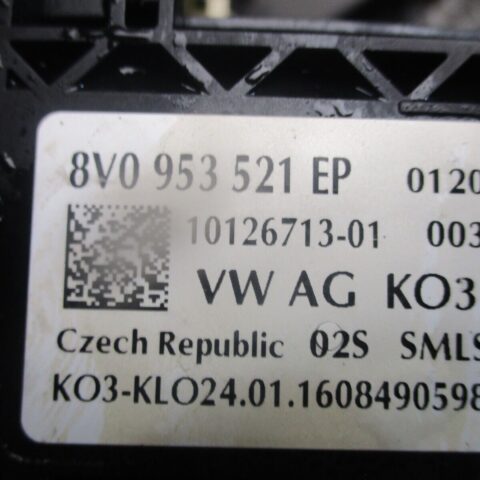 8V0 953 521 EP 0120
10126713-01 003
VW AG KO3
Czech Republic 02S SMLS
KO3-KLO24.01.1608490598